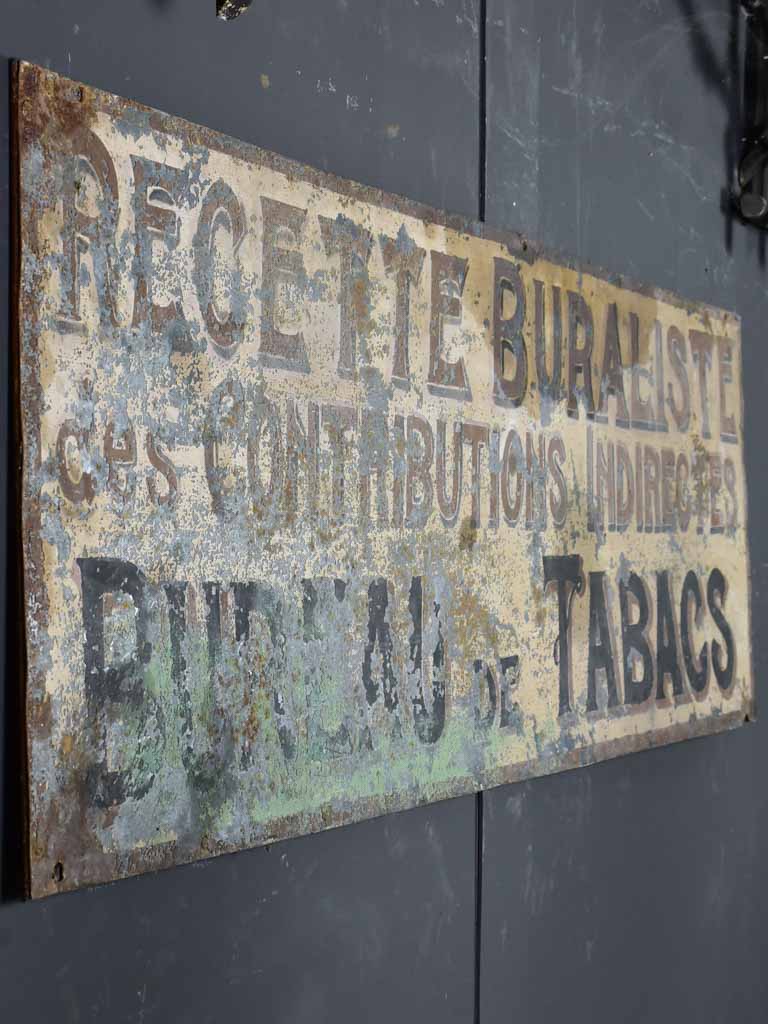 RECETTE BURALISTE
des CONTRIBUTIONS INDIRECTES
BUREAU DE TABACS